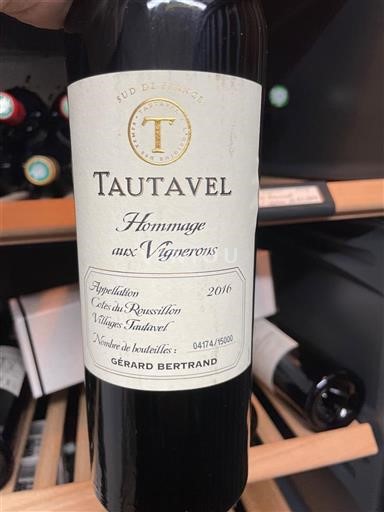 SUD DE FRANCE
TAUTAVEL
T
TAUTAVEL
Hommage
aux Vignerons
Appellation 2016
Côtes du Roussillon
Villages Tautavel
Nombre de bouteilles : 04174/15000
GÉRARD BERTRAND